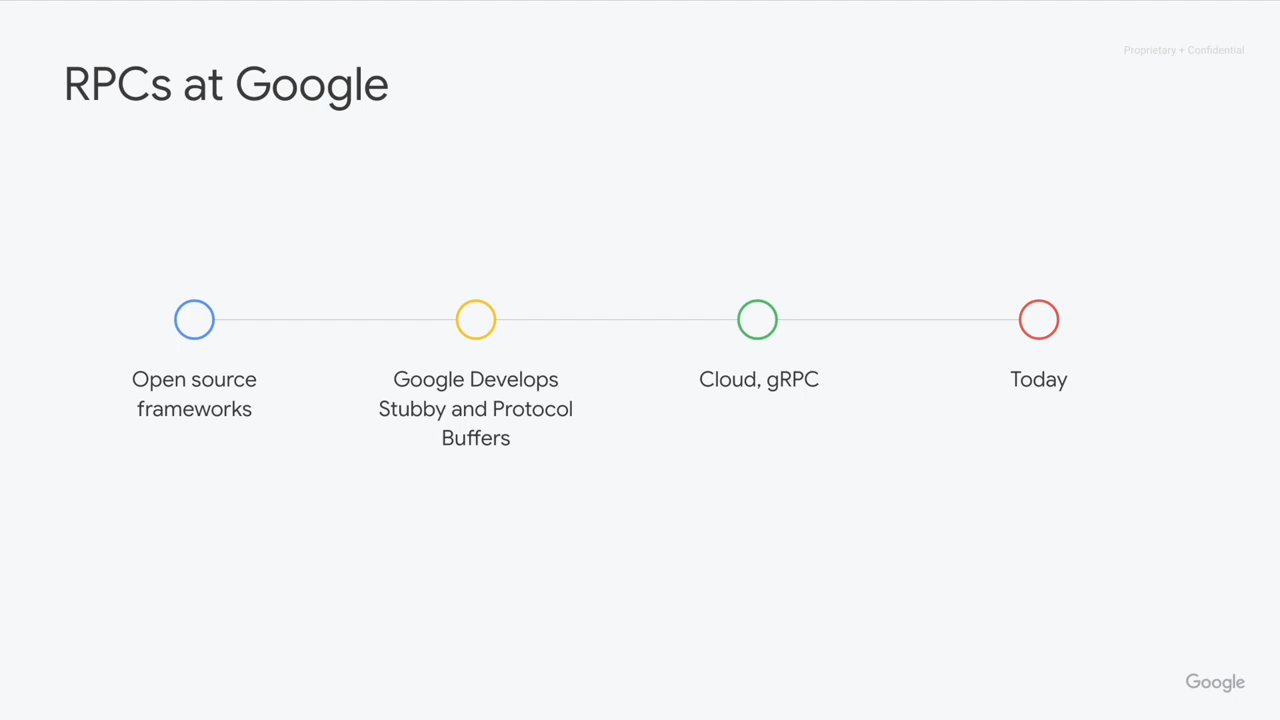 Proprietary + Confidential
RPCs at Google
Open source
frameworks
Google Develops
Stubby and Protocol
Buffers
Cloud, gRPC
Today
Google